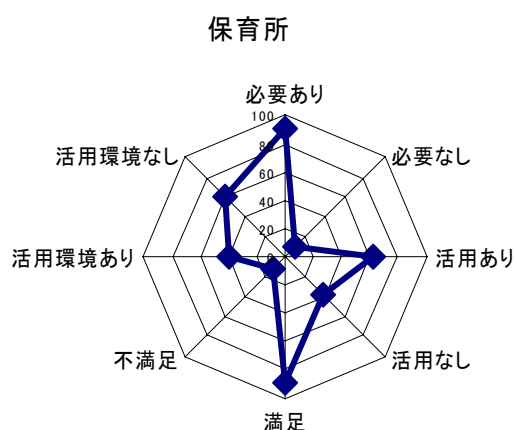 保育所
必要あり
必要なし
活用あり
活用なし
満足
不満足
活用環境あり
活用環境なし
100
80
60
40
20
0